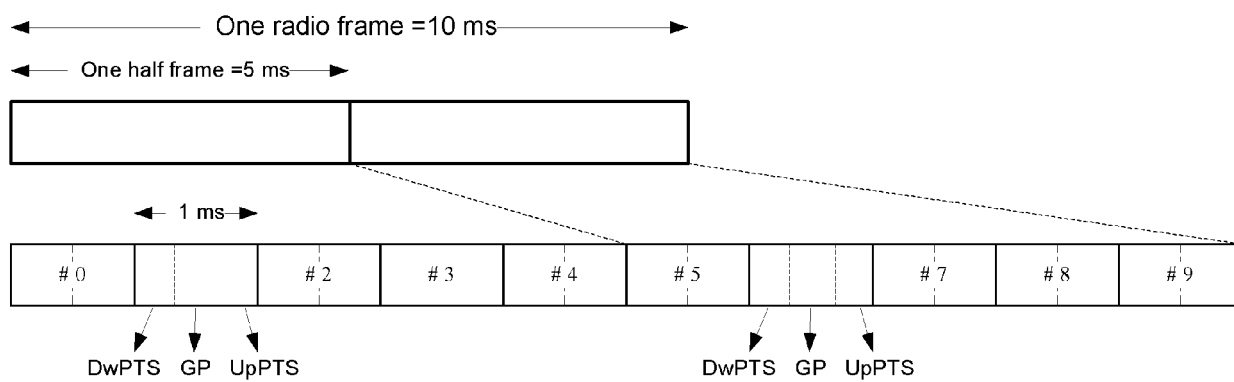 One radio frame =10 ms
One half frame =5 ms
1 ms
# 0 # 2 # 3 # 4 # 5 # 7 # 8 # 9
DwPTS GP UpPTS DwPTS GP UpPTS